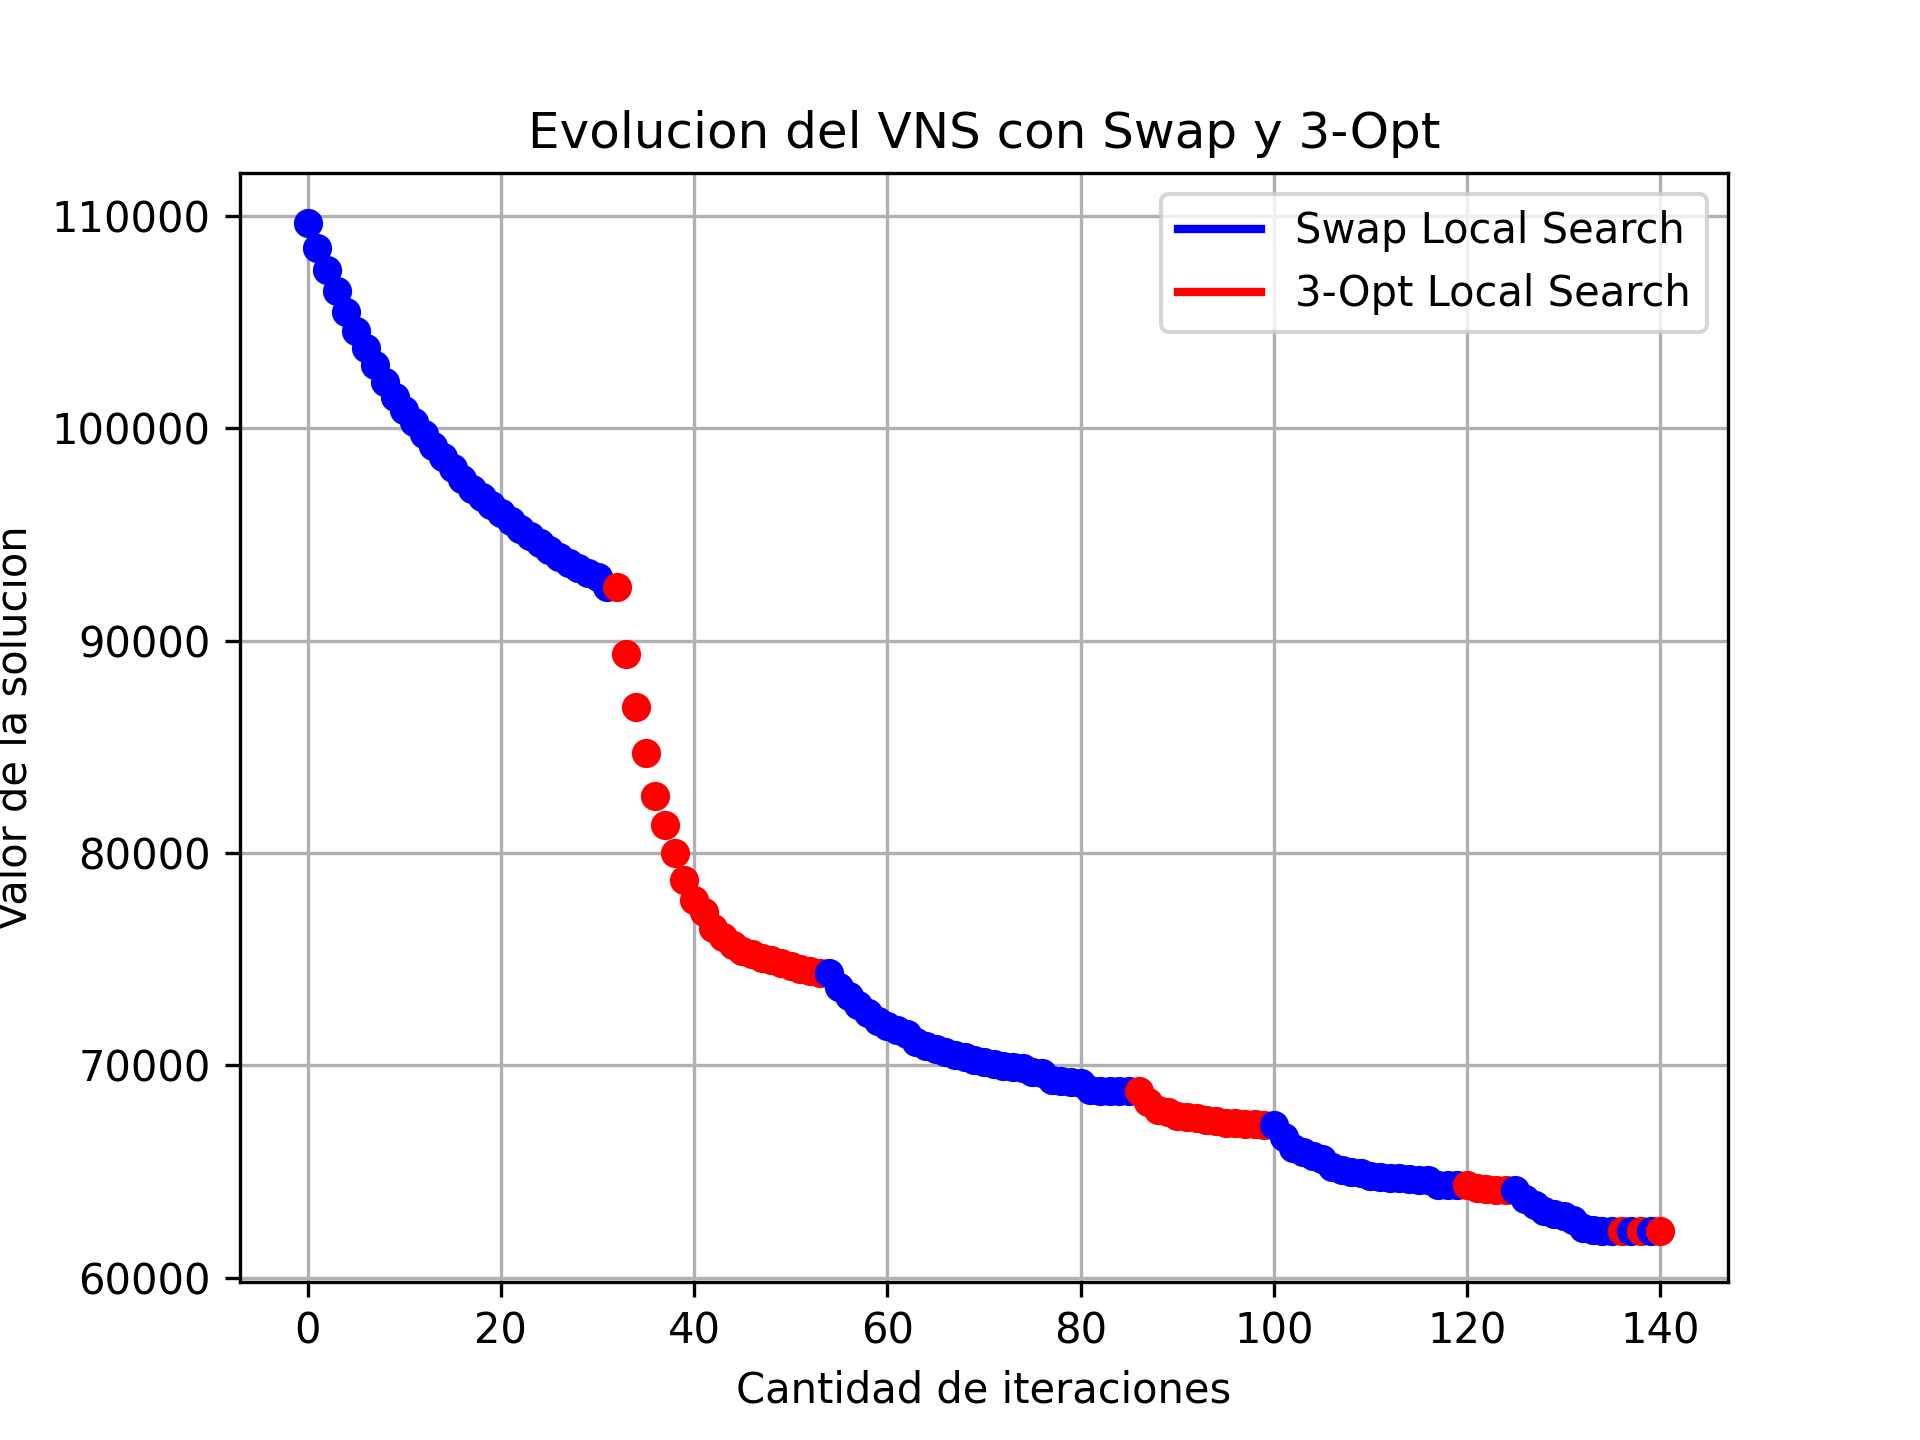 Evolucion del VNS con Swap y 3-Opt
Swap Local Search
3-Opt Local Search
110000
100000
90000
80000
70000
60000
Valor de la solucion
0 20 40 60 80 100 120 140
Cantidad de iteraciones